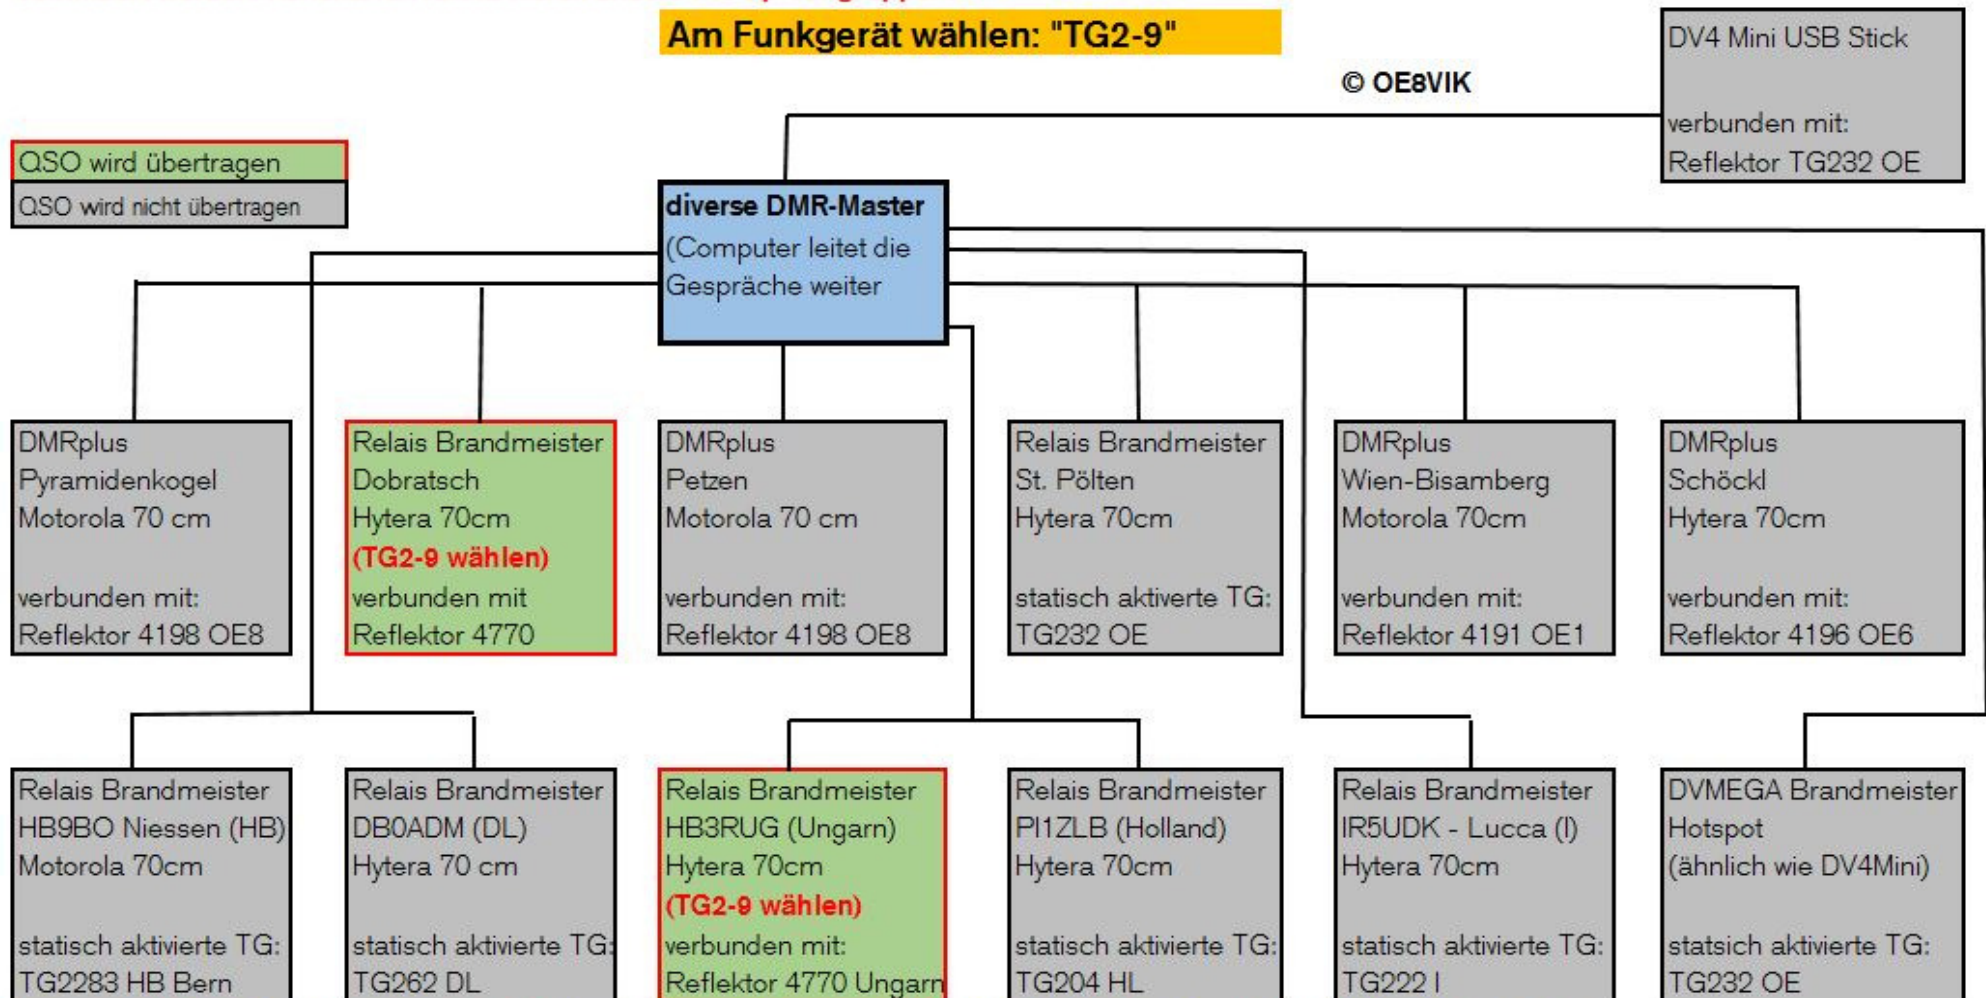 Am Funkgerät wählen: "TG2-9"
DV4 Mini USB Stick
verbunden mit:
Reflektor TG232 OE
© OE8VIK
QSO wird übertragen
QSO wird nicht übertragen
diverse DMR-Master
(Computer leitet die
Gespräche weiter
DMRplus
Pyramidenkogel
Motorola 70 cm
verbunden mit:
Reflektor 4198 OE8
Relais Brandmeister
Dobratsch
Hytera 70cm
(TG2-9 wählen)
verbunden mit
Reflektor 4770
DMRplus
Petzen
Motorola 70 cm
verbunden mit:
Reflektor 4198 OE8
Relais Brandmeister
St. Pölten
Hytera 70cm
statisch aktiverte TG:
TG232 OE
DMRplus
Wien-Bisamberg
Motorola 70cm
verbunden mit:
Reflektor 4191 OE1
DMRplus
Schöckl
Hytera 70cm
verbunden mit:
Reflektor 4196 OE6
Relais Brandmeister
HB9BO Niessen (HB)
Motorola 70cm
statisch aktivierte TG:
TG2283 HB Bern
Relais Brandmeister
DB0ADM (DL)
Hytera 70 cm
statisch aktivierte TG:
TG262 DL
Relais Brandmeister
HB3RUG (Ungarn)
Hytera 70cm
(TG2-9 wählen)
verbunden mit:
Reflektor 4770 Ungarn
Relais Brandmeister
PI1ZLB (Holland)
Hytera 70cm
statisch aktivierte TG:
TG204 HL
Relais Brandmeister
IR5UDK - Lucca (I)
Hytera 70cm
statisch aktivierte TG:
TG222 I
DVMEGA Brandmeister
Hotspot
(ähnlich wie DV4Mini)
statsich aktivierte TG:
TG232 OE